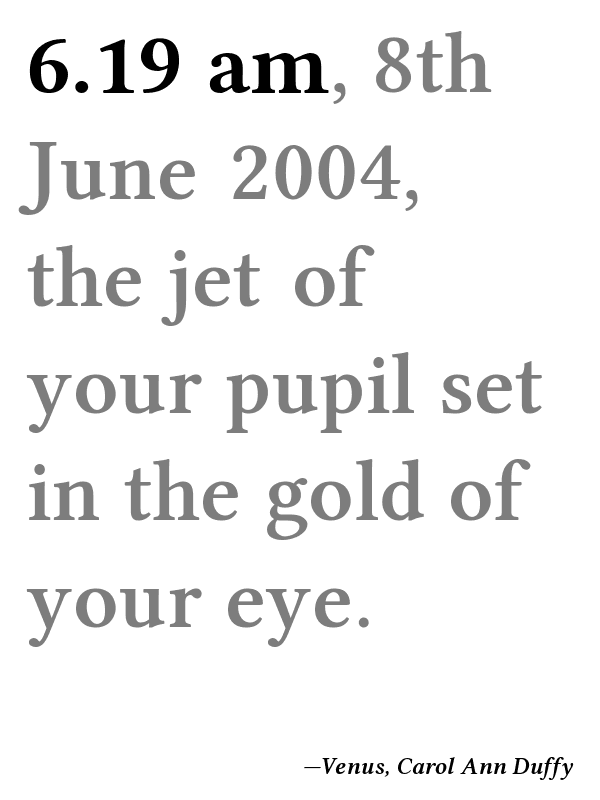 6.19 am, 8th
June 2004,
the jet of
your pupil set
in the gold of
your eye.
—Venus, Carol Ann Duffy